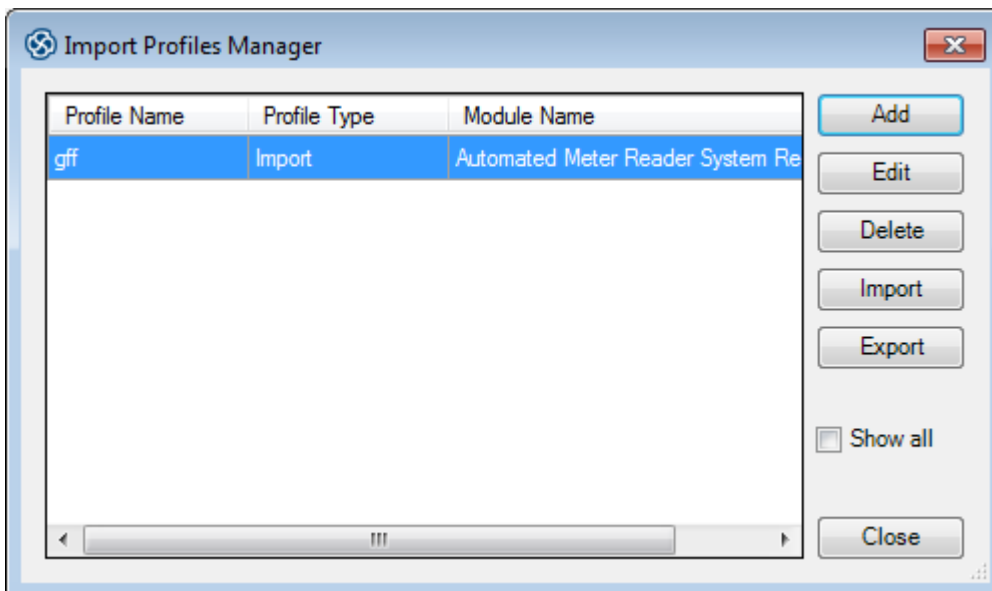 Import Profiles Manager
Profile Name Profile Type Module Name
gff Import Automated Meter Reader System Re
Add
Edit
Delete
Import
Export
Show all
Close